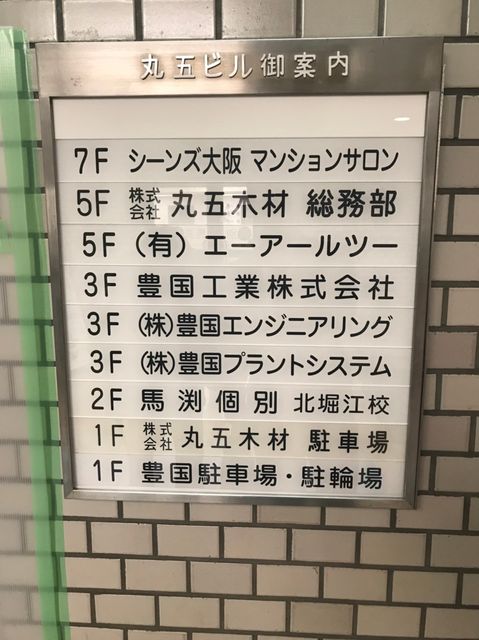 丸五ビル御案内
7F シーンズ大阪 マンションサロン
5F 株式会社 丸五木材 総務部
5F (有) エーアールツー
3F 豊国工業株式会社
3F (株)豊国エンジニアリング
3F (株)豊国プラントシステム
2F 馬渕個別 北堀江校
1F 株式会社 丸五木材 駐車場
1F 豊国駐車場・駐輪場